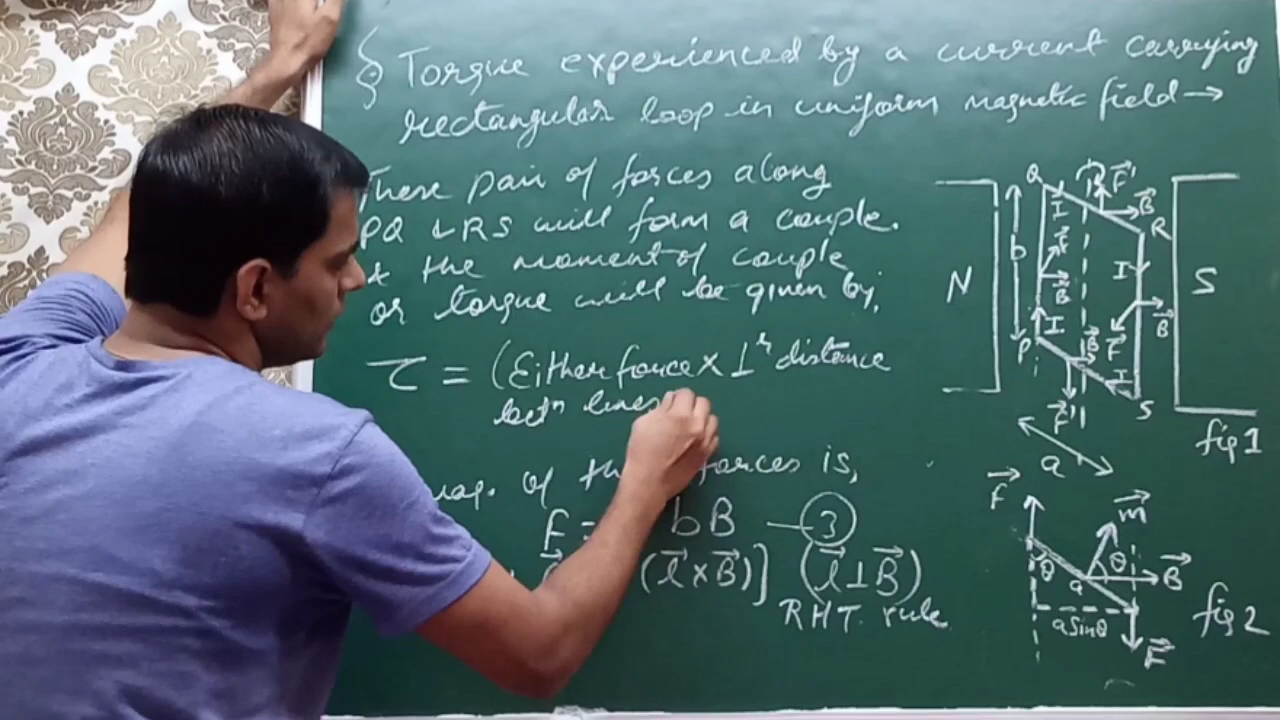 § Torque experienced by a current carrying
rectangular loop in uniform magnetic field →
These pair of forces along
PQ & RS will form a couple.
& the moment of couple
or torque will be given by,
τ = (Either force × ⊥ʳ distance
betⁿ lines
mag. of the forces is,
F = bB — 3
(l⃗ × B⃗)] (l⃗ ⊥ B⃗)
RHT. rule
N
S
Q
R
P
S
b
a
I
I
I
I
F⃗'
B⃗
F⃗
B⃗
F⃗
B⃗
B⃗
F⃗'
fig 1
F⃗
m⃗
θ
θ
a
B⃗
a sinθ
F⃗
fig 2